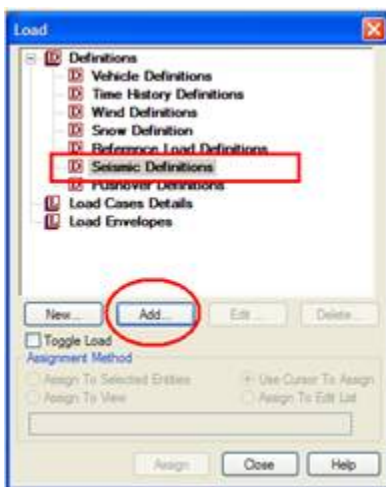 Load
Definitions
Vehicle Definitions
Time History Definitions
Wind Definitions
Snow Definition
Reference Load Definitions
Seismic Definitions
Pushover Definitions
Load Cases Details
Load Envelopes
New... Add... Edit... Delete...
Toggle Load
Assignment Method
Assign To Selected Entities Use Cursor To Assign
Assign To View Assign To Edit List
Assign Close Help